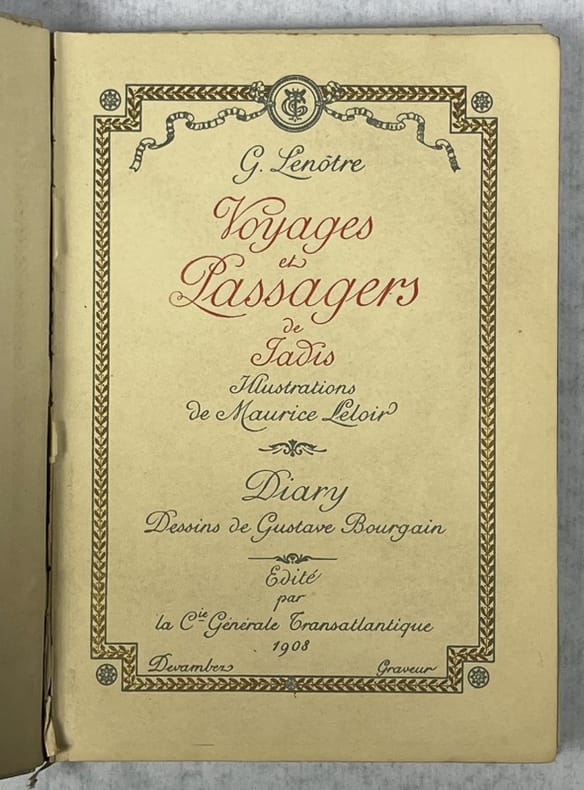 G. Lenôtre
Voyages
et
Passagers
de
Jadis
Illustrations
de Maurice Leloir
Diary
Dessins de Gustave Bourgain
Edité
par
la Cie Générale Transatlantique
1908
Devambez Graveur